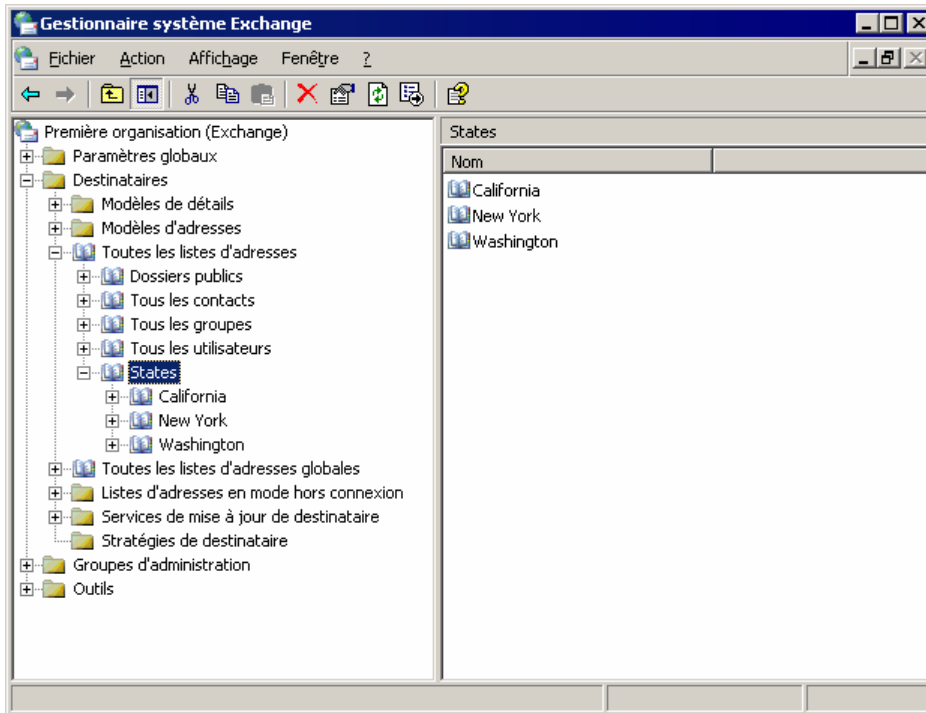 Gestionnaire système Exchange
Fichier Action Affichage Fenêtre ?
Première organisation (Exchange)
Paramètres globaux
Destinataires
Modèles de détails
Modèles d'adresses
Toutes les listes d'adresses
Dossiers publics
Tous les contacts
Tous les groupes
Tous les utilisateurs
States
California
New York
Washington
Toutes les listes d'adresses globales
Listes d'adresses en mode hors connexion
Services de mise à jour de destinataire
Stratégies de destinataire
Groupes d'administration
Outils
States
Nom
California
New York
Washington